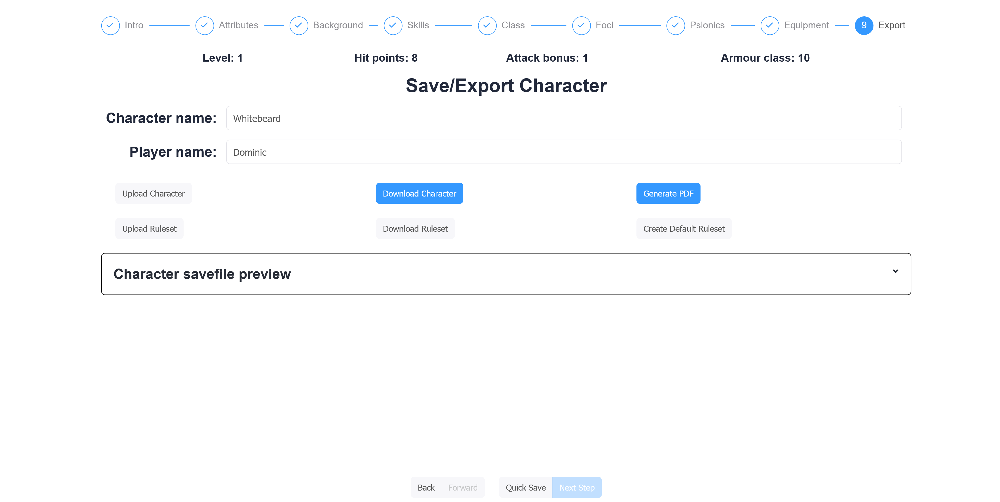 Intro Attributes Background Skills Class Foci Psionics Equipment 9 Export
Level: 1 Hit points: 8 Attack bonus: 1 Armour class: 10
Save/Export Character
Character name: Whitebeard
Player name: Dominic
Upload Character Download Character Generate PDF
Upload Ruleset Download Ruleset Create Default Ruleset
Character savefile preview
Back Forward Quick Save Next Step